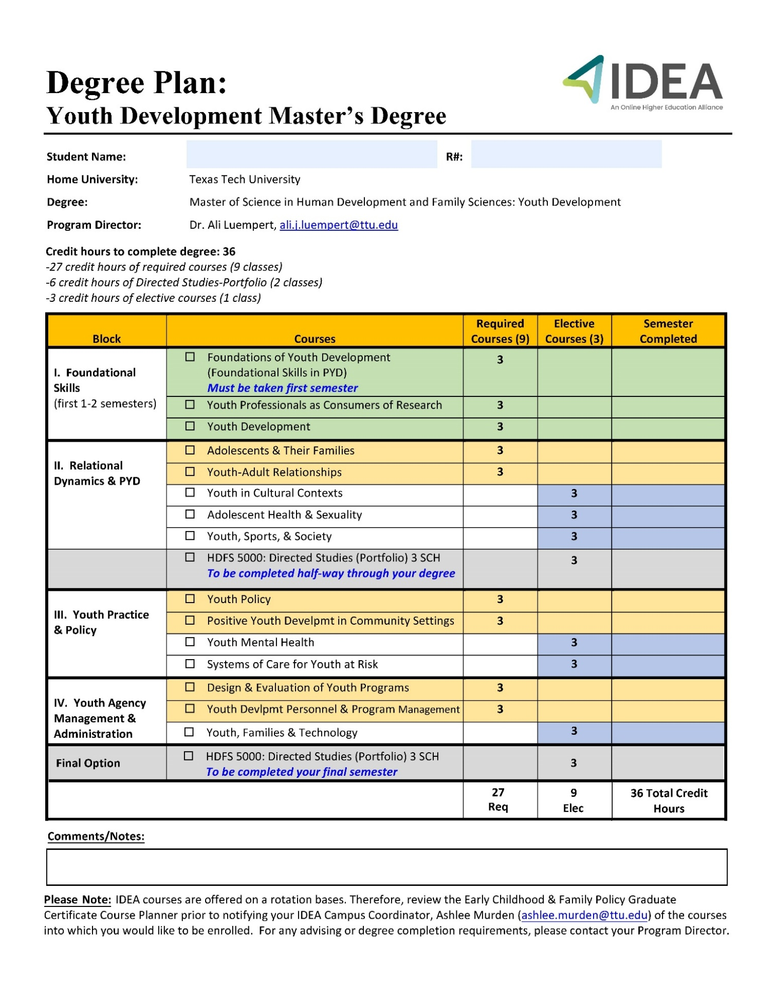 IDEA
An Online Higher Education Alliance
Degree Plan:
Youth Development Master's Degree
Student Name: R#:
Home University: Texas Tech University
Degree: Master of Science in Human Development and Family Sciences: Youth Development
Program Director: Dr. Ali Luempert, ali.j.luempert@ttu.edu
Credit hours to complete degree: 36
-27 credit hours of required courses (9 classes)
-6 credit hours of Directed Studies-Portfolio (2 classes)
-3 credit hours of elective courses (1 class)
Block Courses Required Courses (9) Elective Courses (3) Semester Completed
I. Foundational
Skills
(first 1-2 semesters)
☐ Foundations of Youth Development 3
(Foundational Skills in PYD)
Must be taken first semester
☐ Youth Professionals as Consumers of Research 3
☐ Youth Development 3
II. Relational
Dynamics & PYD
☐ Adolescents & Their Families 3
☐ Youth-Adult Relationships 3
☐ Youth in Cultural Contexts 3
☐ Adolescent Health & Sexuality 3
☐ Youth, Sports, & Society 3
☐ HDFS 5000: Directed Studies (Portfolio) 3 SCH 3
To be completed half-way through your degree
III. Youth Practice
& Policy
☐ Youth Policy 3
☐ Positive Youth Develpmt in Community Settings 3
☐ Youth Mental Health 3
☐ Systems of Care for Youth at Risk 3
IV. Youth Agency
Management &
Administration
☐ Design & Evaluation of Youth Programs 3
☐ Youth Devlpmt Personnel & Program Management 3
☐ Youth, Families & Technology 3
Final Option
☐ HDFS 5000: Directed Studies (Portfolio) 3 SCH 3
To be completed your final semester
27 9 36 Total Credit
Req Elec Hours
Comments/Notes:
Please Note: IDEA courses are offered on a rotation bases. Therefore, review the Early Childhood & Family Policy Graduate
Certificate Course Planner prior to notifying your IDEA Campus Coordinator, Ashlee Murden (ashlee.murden@ttu.edu) of the courses
into which you would like to be enrolled. For any advising or degree completion requirements, please contact your Program Director.